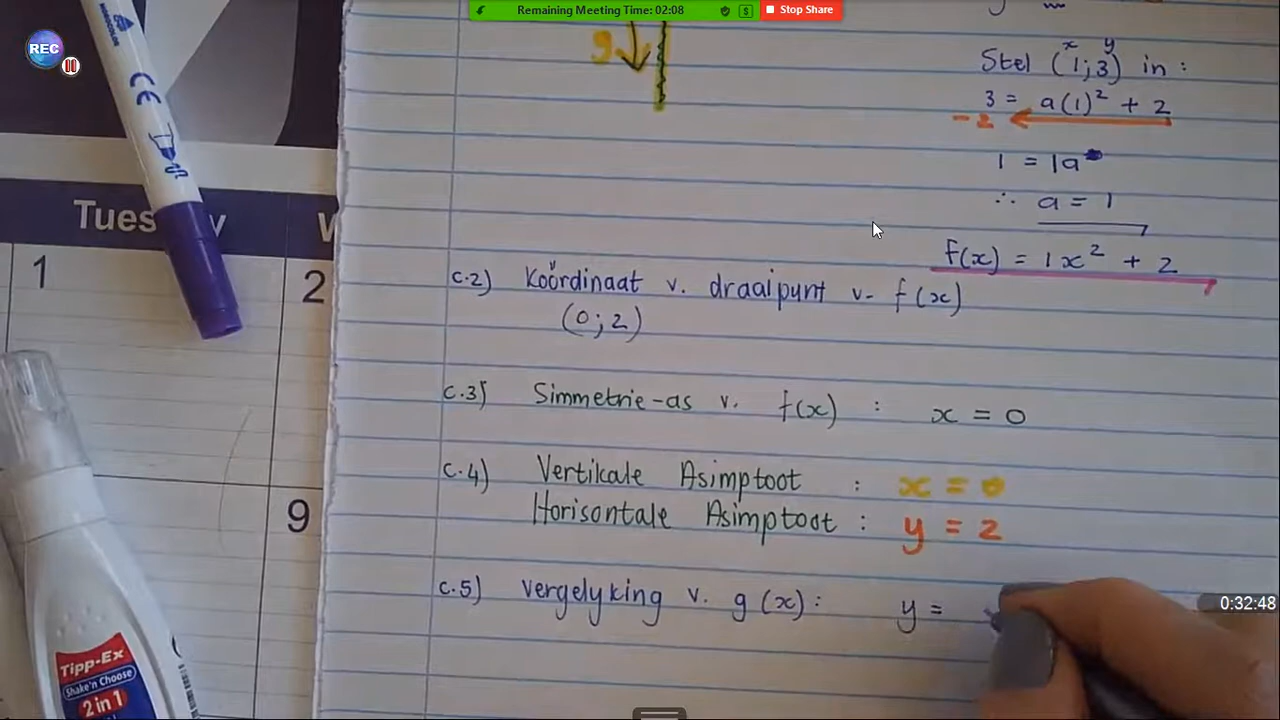 Remaining Meeting Time: 02:08
$
Stop Share
REC
CE
g
x y
Stel (1;3) in :
3 = a(1)² + 2
-2
1 = 1a
∴ a = 1
f(x) = 1x² + 2
Tues y
W
1
2
9
c.2) Koördinaat v. draaipunt v. f(x)
(0;2)
c.3) Simmetrie-as v. f(x) : x = 0
c.4) Vertikale Asimptoot : x = 0
Horisontale Asimptoot : y = 2
c.5) Vergelyking v. g(x): y =
0:32:48
Tipp-Ex
Shake'n Choose
2 in 1